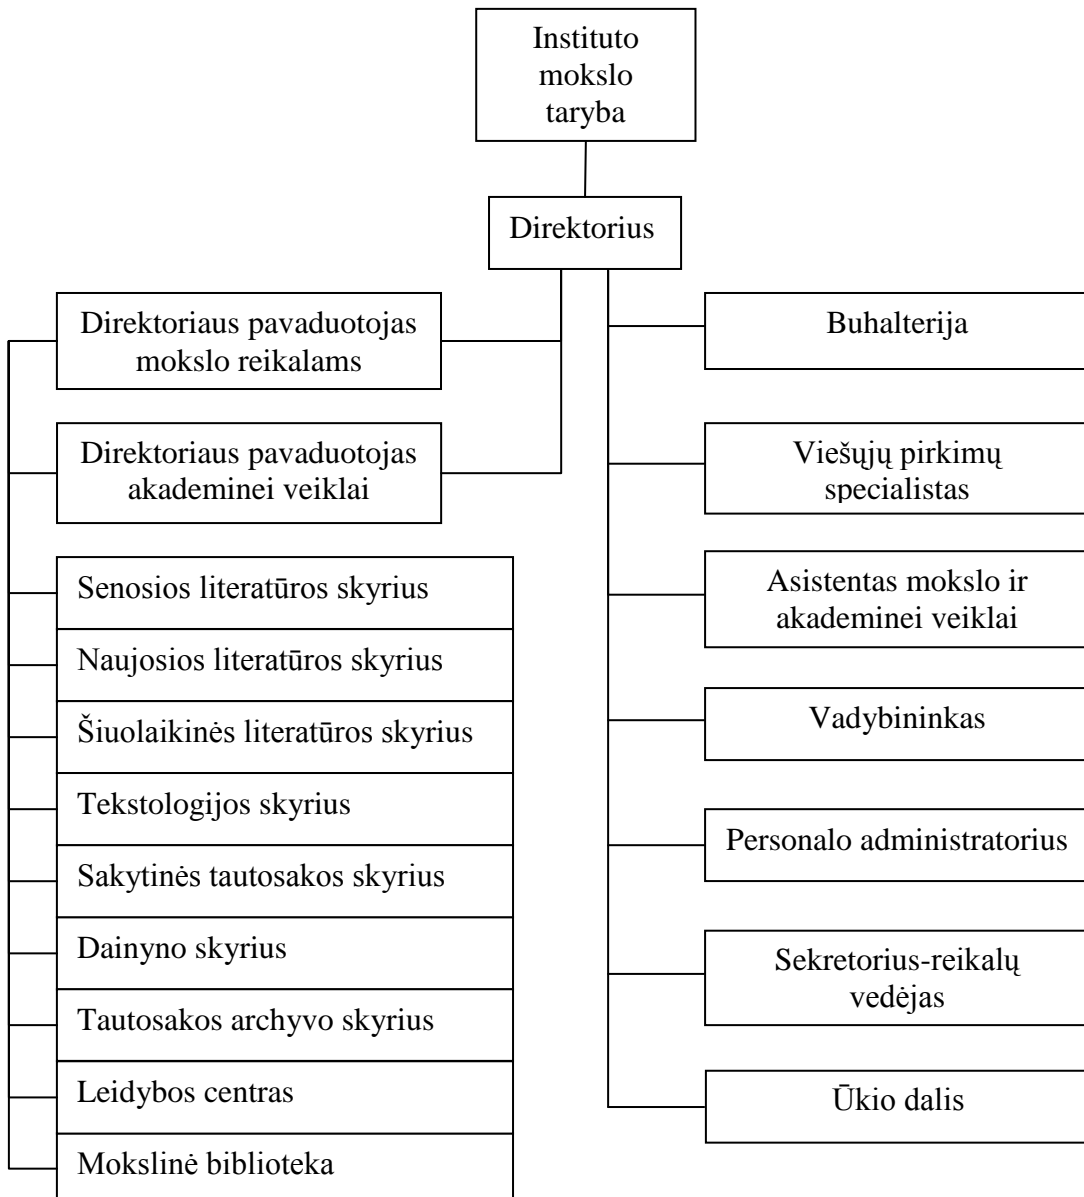 Instituto
mokslo
taryba
Direktorius
Direktoriaus pavaduotojas
mokslo reikalams
Direktoriaus pavaduotojas
akademinei veiklai
Senosios literatūros skyrius
Naujosios literatūros skyrius
Šiuolaikinės literatūros skyrius
Tekstologijos skyrius
Sakytinės tautosakos skyrius
Dainyno skyrius
Tautosakos archyvo skyrius
Leidybos centras
Mokslinė biblioteka
Buhalterija
Viešųjų pirkimų
specialistas
Asistentas mokslo ir
akademinei veiklai
Vadybininkas
Personalo administratorius
Sekretorius-reikalų
vedėjas
Ūkio dalis